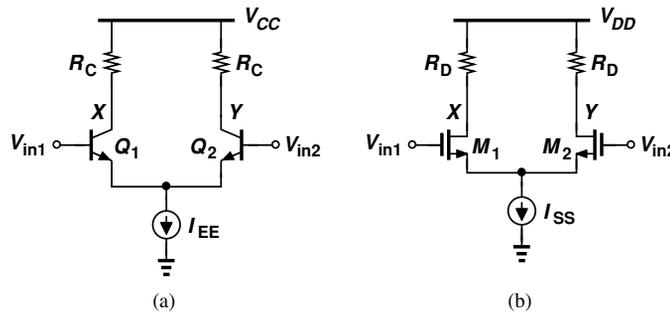 V_CC
R_C
R_C
X
Y
V_in1
Q_1
Q_2
V_in2
I_EE
(a)
V_DD
R_D
R_D
X
Y
V_in1
M_1
M_2
V_in2
I_SS
(b)